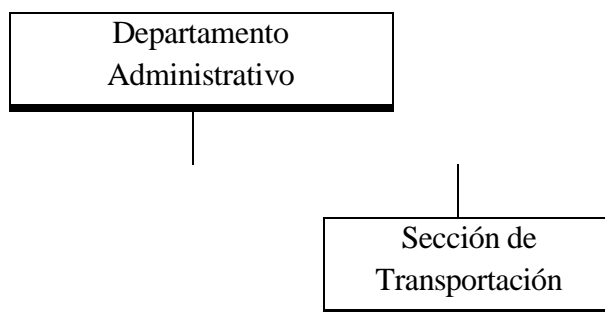 Departamento
Administrativo
Sección de
Transportación